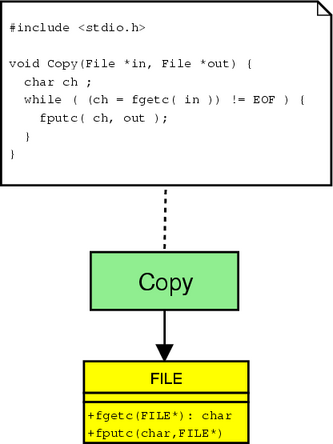 #include <stdio.h>
void Copy(File *in, File *out) {
char ch ;
while ( (ch = fgetc( in )) != EOF ) {
fputc( ch, out );
}
}
Copy
FILE
+fgetc(FILE*): char
+fputc(char,FILE*)